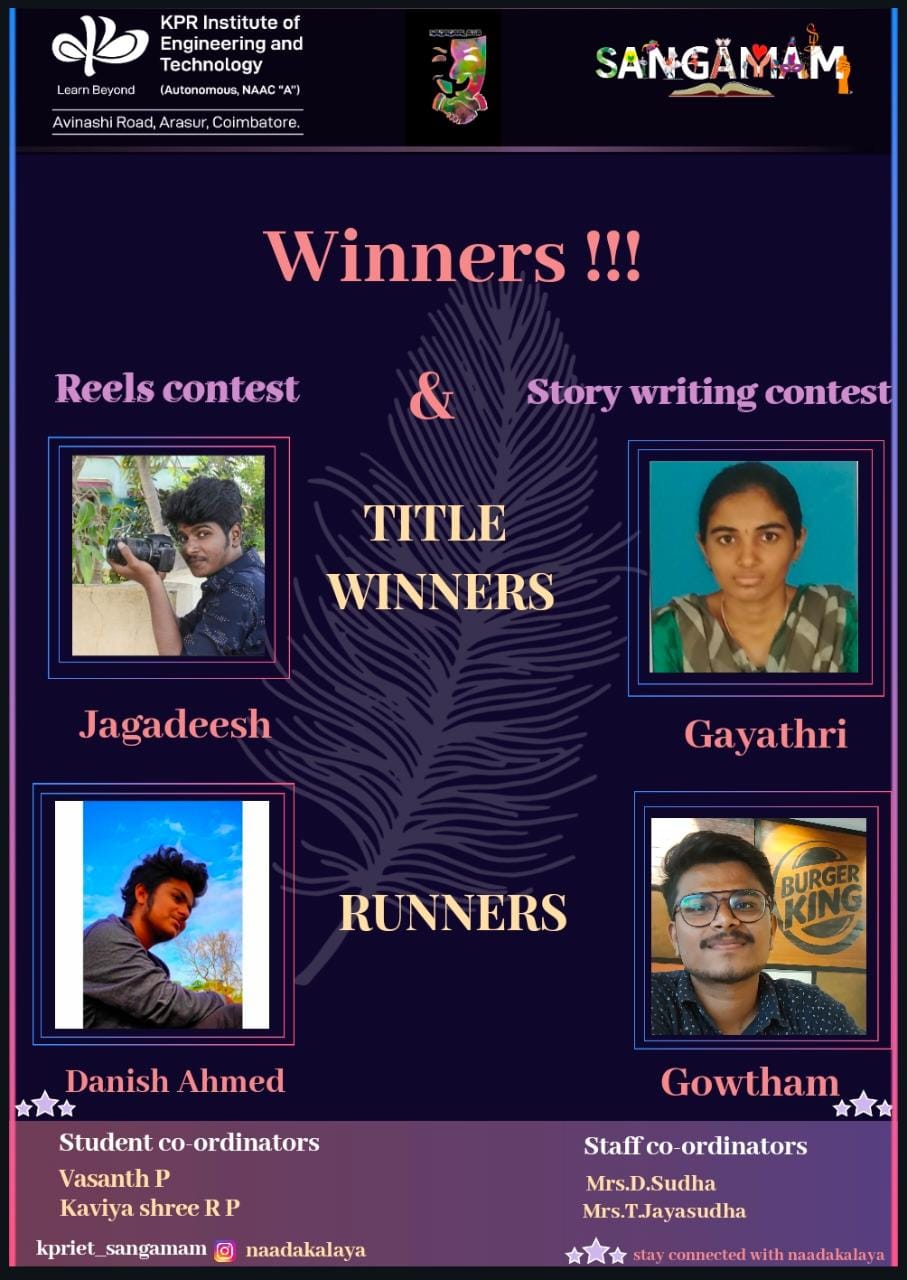 KPR Institute of
Engineering and
Technology
Learn Beyond
(Autonomous, NAAC "A")
Avinashi Road, Arasur, Coimbatore.
SANGAMAM
Winners !!!
Reels contest
&
Story writing contest
TITLE
WINNERS
Jagadeesh
Gayathri
BURGER
KING
RUNNERS
Danish Ahmed
Gowtham
Student co-ordinators
Vasanth P
Kaviya shree R P
Staff co-ordinators
Mrs.D.Sudha
Mrs.T.Jayasudha
kpriet_sangamam
naadakalaya
stay connected with naadakalaya